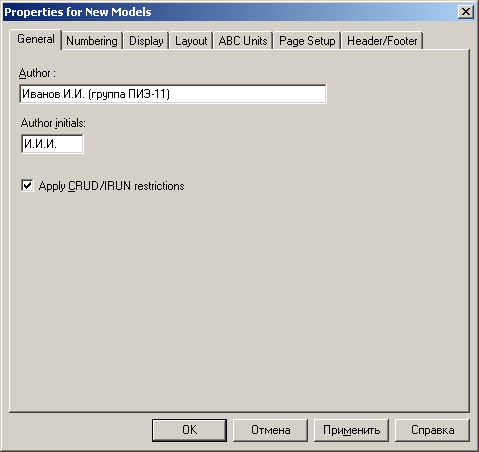 Properties for New Models
General Numbering Display Layout ABC Units Page Setup Header/Footer
Author :
Иванов И.И. (группа ПИЭ-11)
Author initials:
И.И.И.
Apply CRUD/IRUN restrictions
OK Отмена Применить Справка